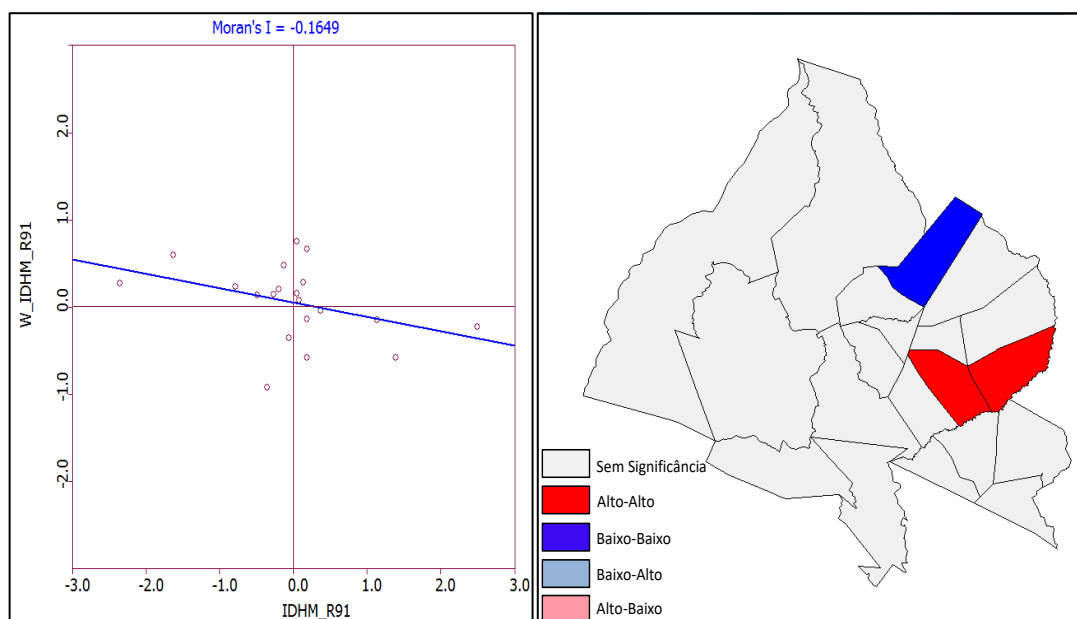 Moran's I = -0.1649
W_IDHM_R91
2.0
1.0
0.0
-1.0
-2.0
-3.0
-2.0
-1.0
0.0
1.0
2.0
3.0
IDHM_R91
Sem Significância
Alto-Alto
Baixo-Baixo
Baixo-Alto
Alto-Baixo